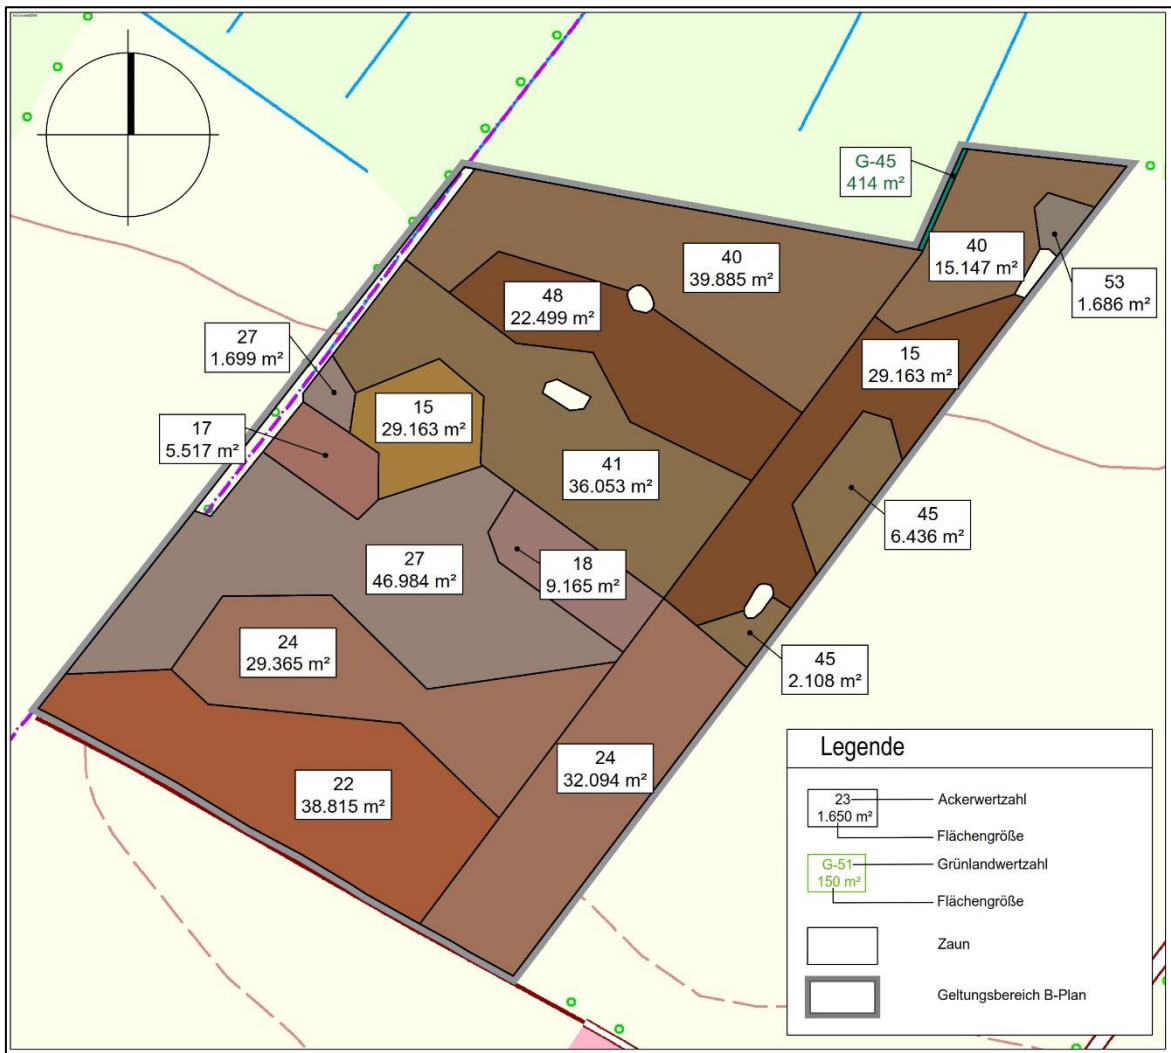 G-45
414 m²
40
15.147 m²
40
39.885 m²
53
1.686 m²
48
22.499 m²
27
1.699 m²
15
29.163 m²
15
29.163 m²
17
5.517 m²
41
36.053 m²
45
6.436 m²
27
46.984 m²
18
9.165 m²
24
29.365 m²
45
2.108 m²
24
32.094 m²
22
38.815 m²
Legende
23
1.650 m²
Ackerwertzahl
Flächengröße
G-51
150 m²
Grünlandwertzahl
Flächengröße
Zaun
Geltungsbereich B-Plan